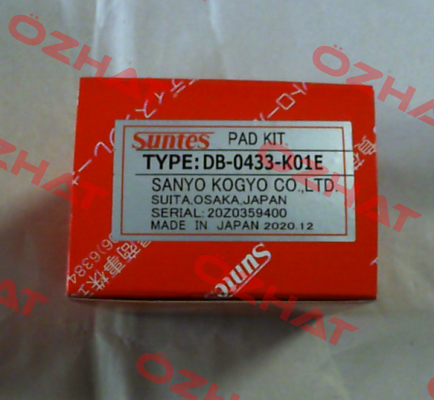 Suntes PAD KIT
TYPE:DB-0433-K01E
SANYO KOGYO CO.,LTD.
SUITA,OSAKA,JAPAN
SERIAL: 20Z0359400
MADE IN JAPAN 2020.12
Suntes
ÖZHAT
ÖZHAT
ÖZHAT
ÖZHAT
ÖZHAT
ÖZHAT
ÖZHAT